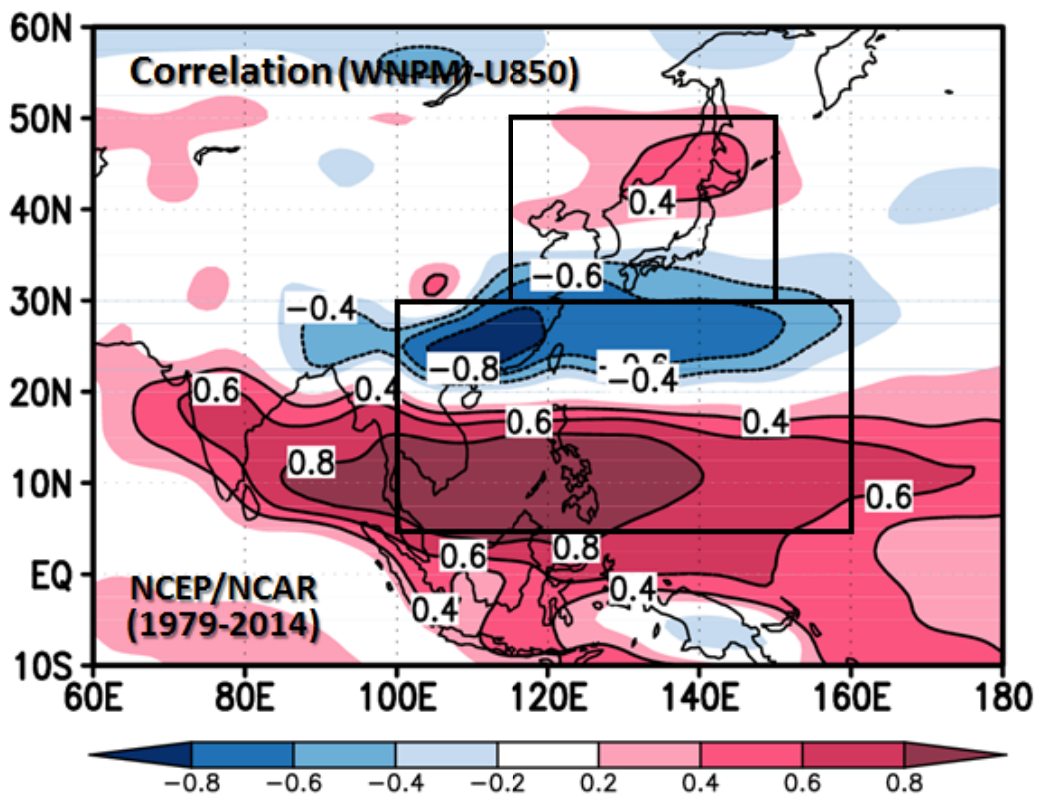 60N
Correlation (WNPMI-U850)
50N
40N
0.4
−0.6
30N
−0.4
−0.8
−0.6
−0.4
20N
0.6
0.4
0.6
0.4
0.8
10N
0.6
0.6
0.8
EQ
0.4
NCEP/NCAR
(1979-2014)
0.4
10S
60E 80E 100E 120E 140E 160E 180
−0.8 −0.6 −0.4 −0.2 0.2 0.4 0.6 0.8